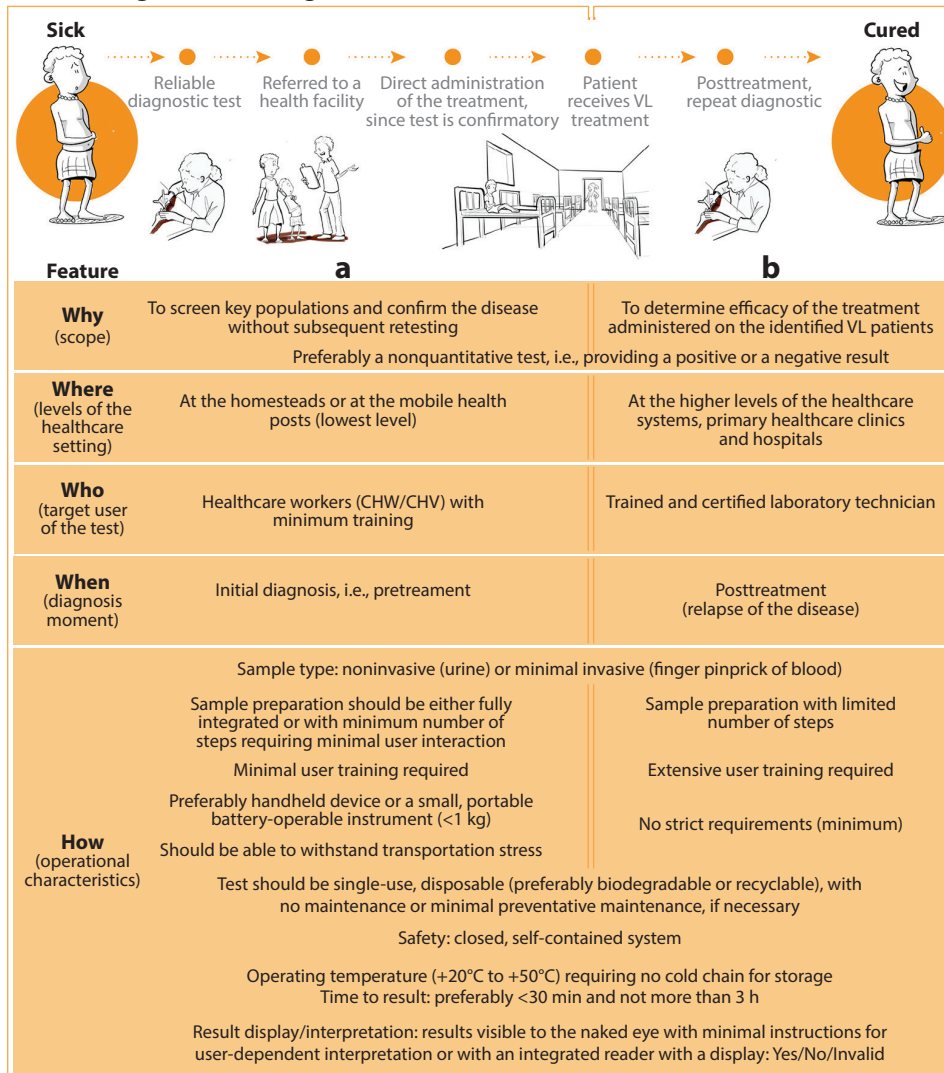 Sick
Cured
Reliable
diagnostic test
Referred to a
health facility
Direct administration
of the treatment,
since test is confirmatory
Patient
receives VL
treatment
Posttreatment,
repeat diagnostic
Feature
a
b
Why
(scope)
To screen key populations and confirm the disease
without subsequent retesting
To determine efficacy of the treatment
administered on the identified VL patients
Preferably a nonquantitative test, i.e., providing a positive or a negative result
Where
(levels of the
healthcare
setting)
At the homesteads or at the mobile health
posts (lowest level)
At the higher levels of the healthcare
systems, primary healthcare clinics
and hospitals
Who
(target user
of the test)
Healthcare workers (CHW/CHV) with
minimum training
Trained and certified laboratory technician
When
(diagnosis
moment)
Initial diagnosis, i.e., pretreament
Posttreatment
(relapse of the disease)
How
(operational
characteristics)
Sample type: noninvasive (urine) or minimal invasive (finger pinprick of blood)
Sample preparation should be either fully
integrated or with minimum number of
steps requiring minimal user interaction
Sample preparation with limited
number of steps
Minimal user training required
Extensive user training required
Preferably handheld device or a small, portable
battery-operable instrument (<1 kg)
No strict requirements (minimum)
Should be able to withstand transportation stress
Test should be single-use, disposable (preferably biodegradable or recyclable), with
no maintenance or minimal preventative maintenance, if necessary
Safety: closed, self-contained system
Operating temperature (+20°C to +50°C) requiring no cold chain for storage
Time to result: preferably <30 min and not more than 3 h
Result display/interpretation: results visible to the naked eye with minimal instructions for
user-dependent interpretation or with an integrated reader with a display: Yes/No/Invalid